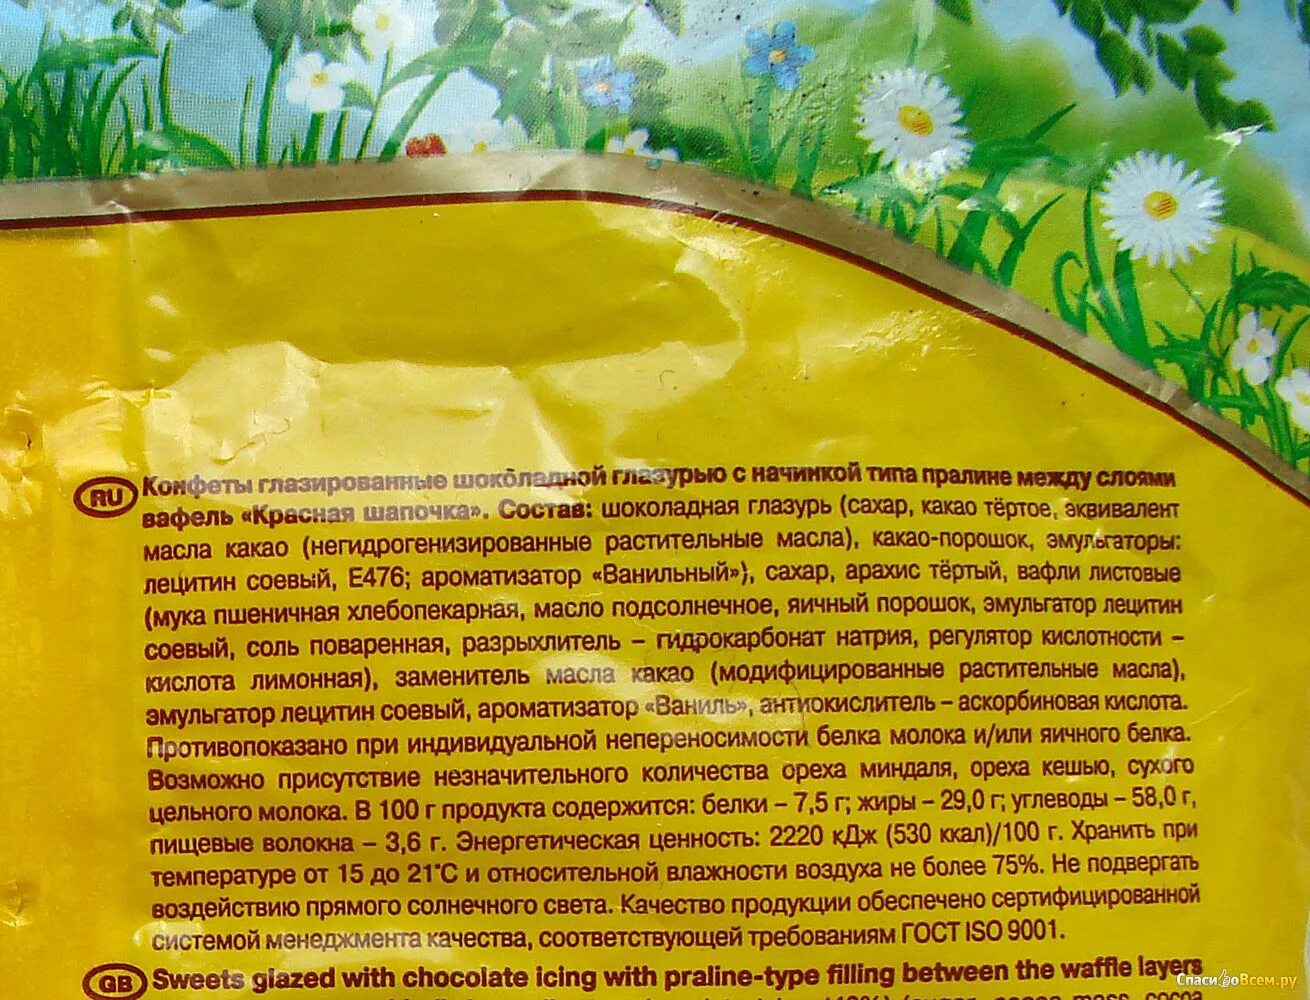 RU Конфеты глазированные шоколадной глазурью с начинкой типа пралине между слоями
вафель «Красная шапочка». Состав: шоколадная глазурь (сахар, какао тёртое, эквивалент
масла какао (негидрогенизированные растительные масла), какао-порошок, эмульгаторы:
лецитин соевый, Е476; ароматизатор «Ванильный»), сахар, арахис тёртый, вафли листовые
(мука пшеничная хлебопекарная, масло подсолнечное, яичный порошок, эмульгатор лецитин
соевый, соль поваренная, разрыхлитель – гидрокарбонат натрия, регулятор кислотности –
кислота лимонная), заменитель масла какао (модифицированные растительные масла),
эмульгатор лецитин соевый, ароматизатор «Ваниль», антиокислитель – аскорбиновая кислота.
Противопоказано при индивидуальной непереносимости белка молока и/или яичного белка.
Возможно присутствие незначительного количества ореха миндаля, ореха кешью, сухого
цельного молока. В 100 г продукта содержится: белки – 7,5 г; жиры – 29,0 г; углеводы – 58,0 г,
пищевые волокна – 3,6 г. Энергетическая ценность: 2220 кДж (530 ккал)/100 г. Хранить при
температуре от 15 до 21°С и относительной влажности воздуха не более 75%. Не подвергать
воздействию прямого солнечного света. Качество продукции обеспечено сертифицированной
системой менеджмента качества, соответствующей требованиям ГОСТ ISO 9001.
GB Sweets glazed with chocolate icing with praline-type filling between the waffle layers
(sugar, cocoa mass, cocoa
СпасибоВсем.ру